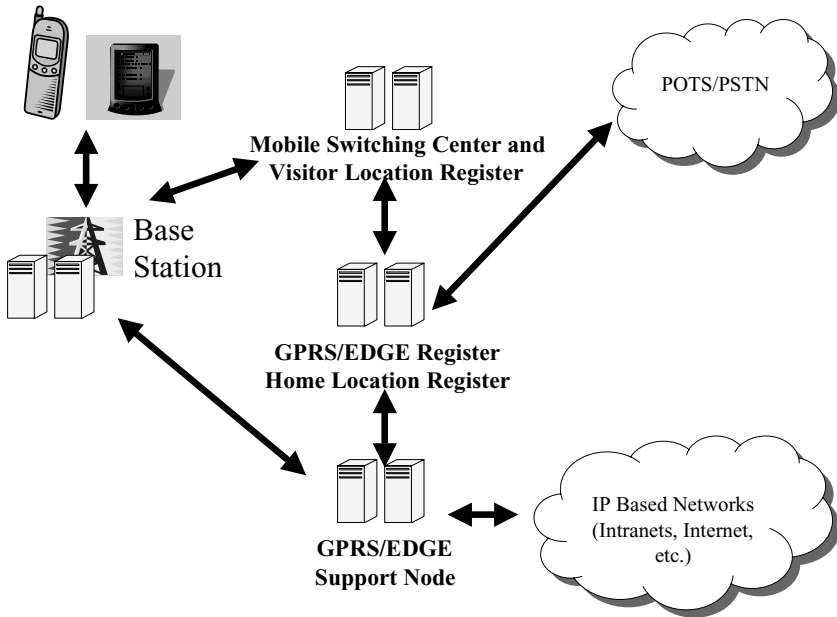 POTS/PSTN
Mobile Switching Center and
Visitor Location Register
Base
Station
GPRS/EDGE Register
Home Location Register
IP Based Networks
(Intranets, Internet,
etc.)
GPRS/EDGE
Support Node